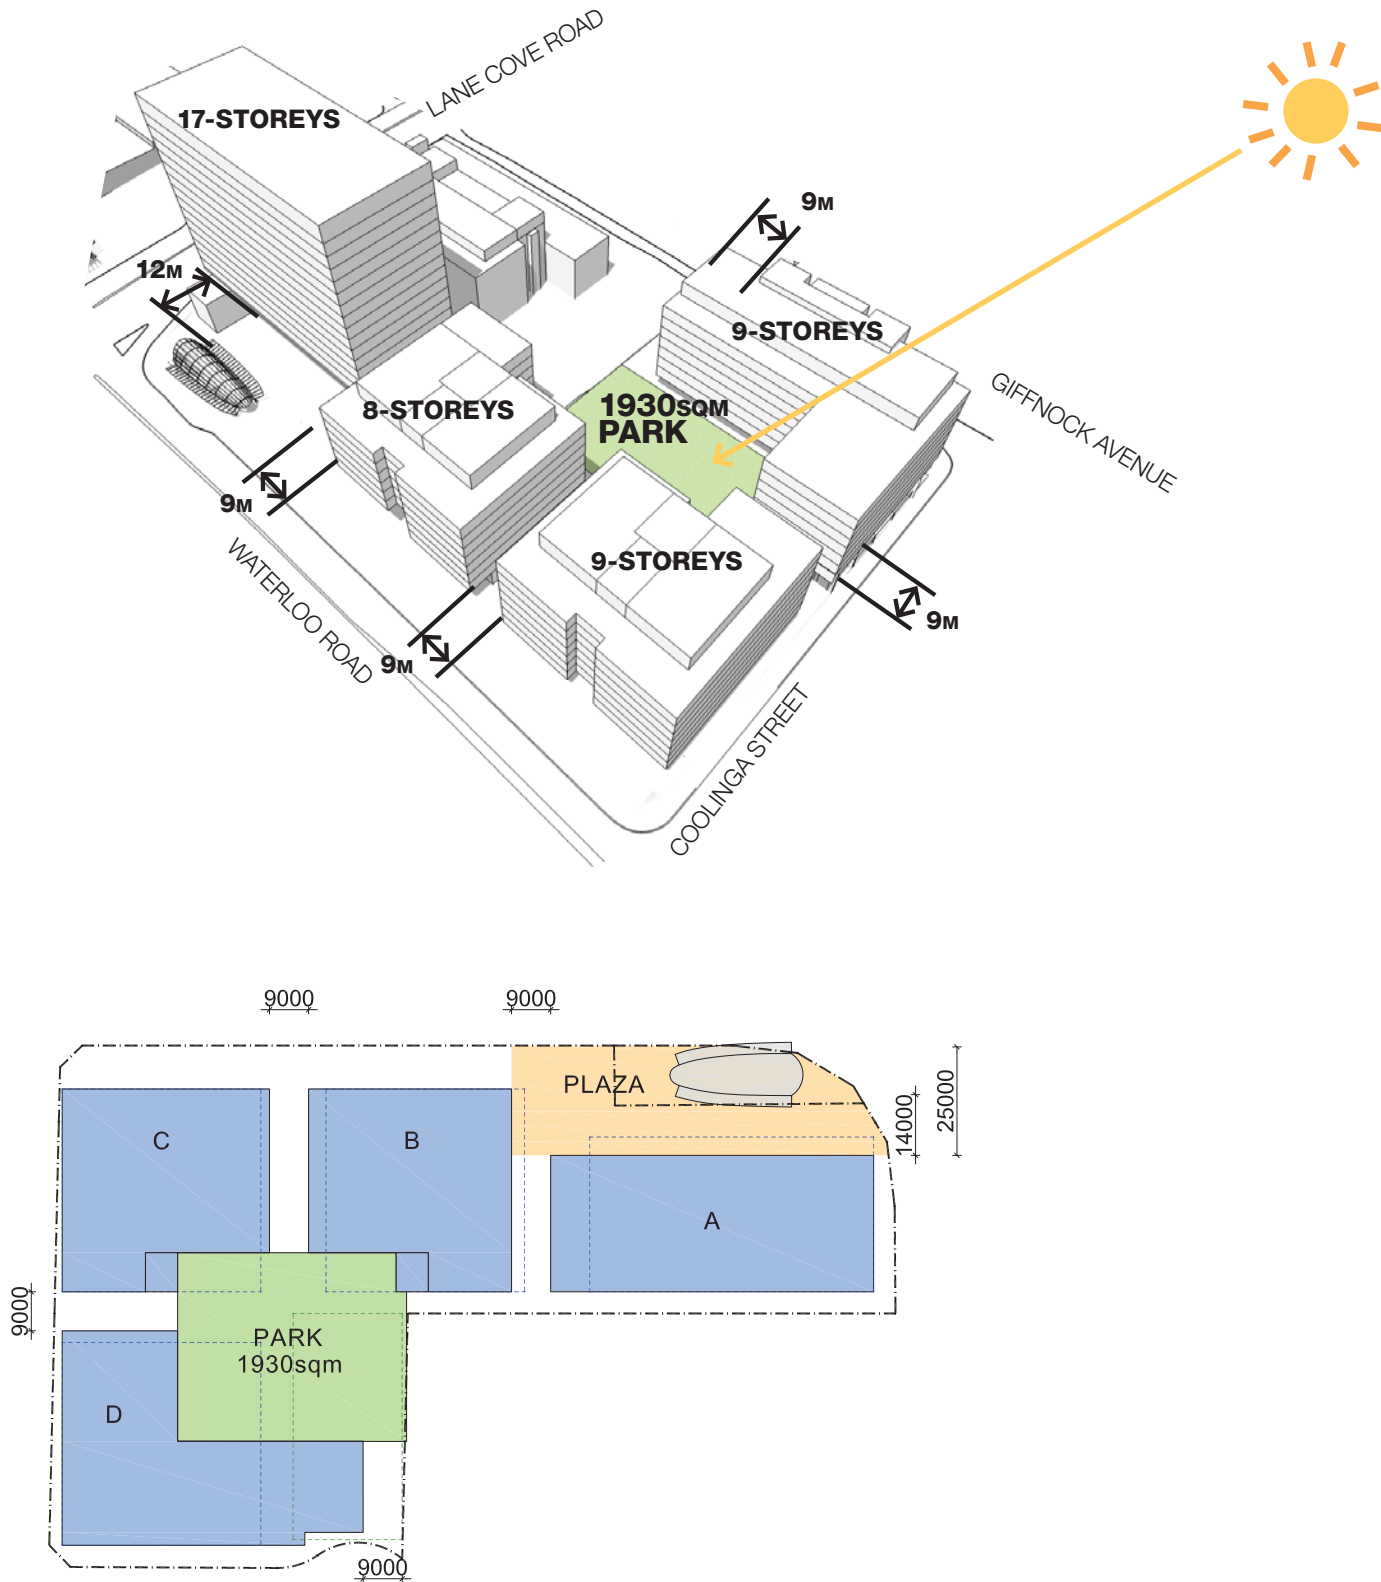 LANE COVE ROAD
17-STOREYS
9M
12M
9-STOREYS
GIFFNOCK AVENUE
8-STOREYS
1930SQM
PARK
9M
9-STOREYS
9M
WATERLOO ROAD
9M
COOLINGA STREET
9000
9000
PLAZA
25000
14000
C
B
A
9000
PARK
1930sqm
D
9000